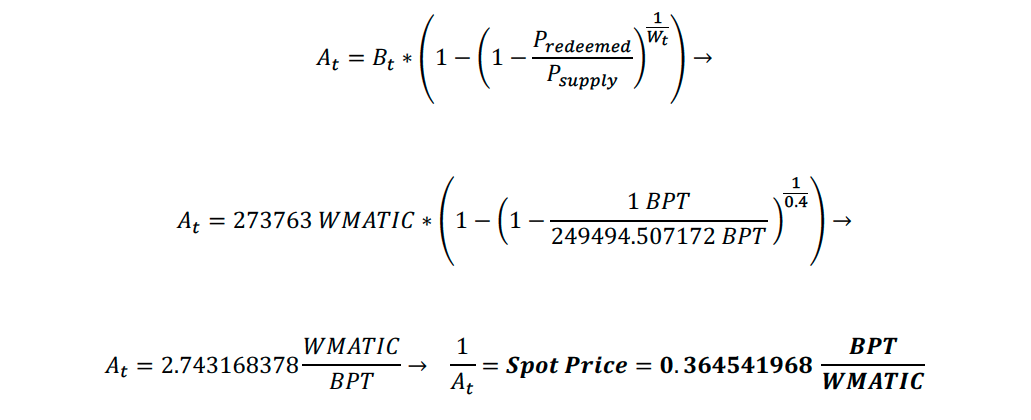 A_t = B_t * (1 − (1 − P_redeemed / P_supply)^(1/W_t)) →
A_t = 273763 WMATIC * (1 − (1 − 1 BPT / 249494.507172 BPT)^(1/0.4)) →
A_t = 2.743168378 WMATIC / BPT → 1 / A_t = Spot Price = 0.364541968 BPT / WMATIC